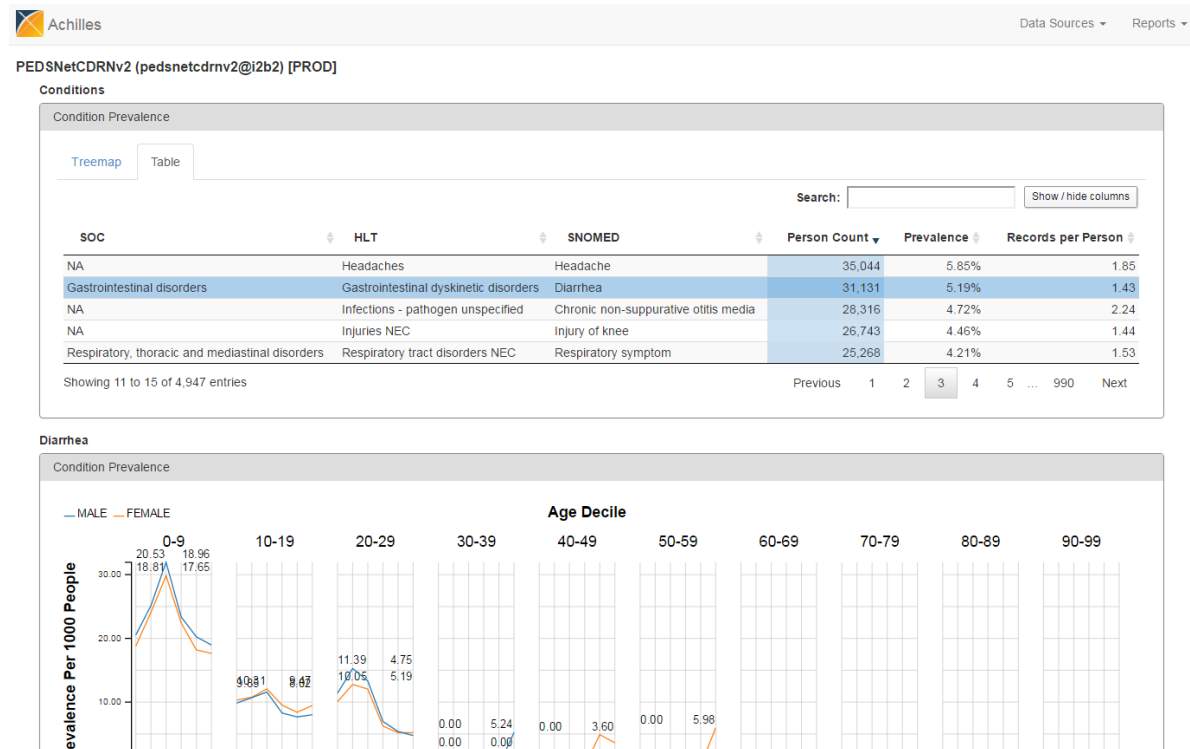 Achilles Data Sources Reports
PEDSNetCDRNv2 (pedsnetcdrnv2@i2b2) [PROD]
Conditions
Condition Prevalence
Treemap Table
Search: Show / hide columns
SOC HLT SNOMED Person Count Prevalence Records per Person
NA Headaches Headache 35,044 5.85% 1.85
Gastrointestinal disorders Gastrointestinal dyskinetic disorders Diarrhea 31,131 5.19% 1.43
NA Infections - pathogen unspecified Chronic non-suppurative otitis media 28,316 4.72% 2.24
NA Injuries NEC Injury of knee 26,743 4.46% 1.44
Respiratory, thoracic and mediastinal disorders Respiratory tract disorders NEC Respiratory symptom 25,268 4.21% 1.53
Showing 11 to 15 of 4,947 entries Previous 1 2 3 4 5 ... 990 Next
Diarrhea
Condition Prevalence
MALE FEMALE
Age Decile
0-9 10-19 20-29 30-39 40-49 50-59 60-69 70-79 80-89 90-99
20.53 18.96
18.81 17.65
30.00
20.00
10.00
Per 1000 People
11.39 4.75
10.05 5.19
0.00 5.24 0.00 3.60 0.00 5.98
0.00 0.00